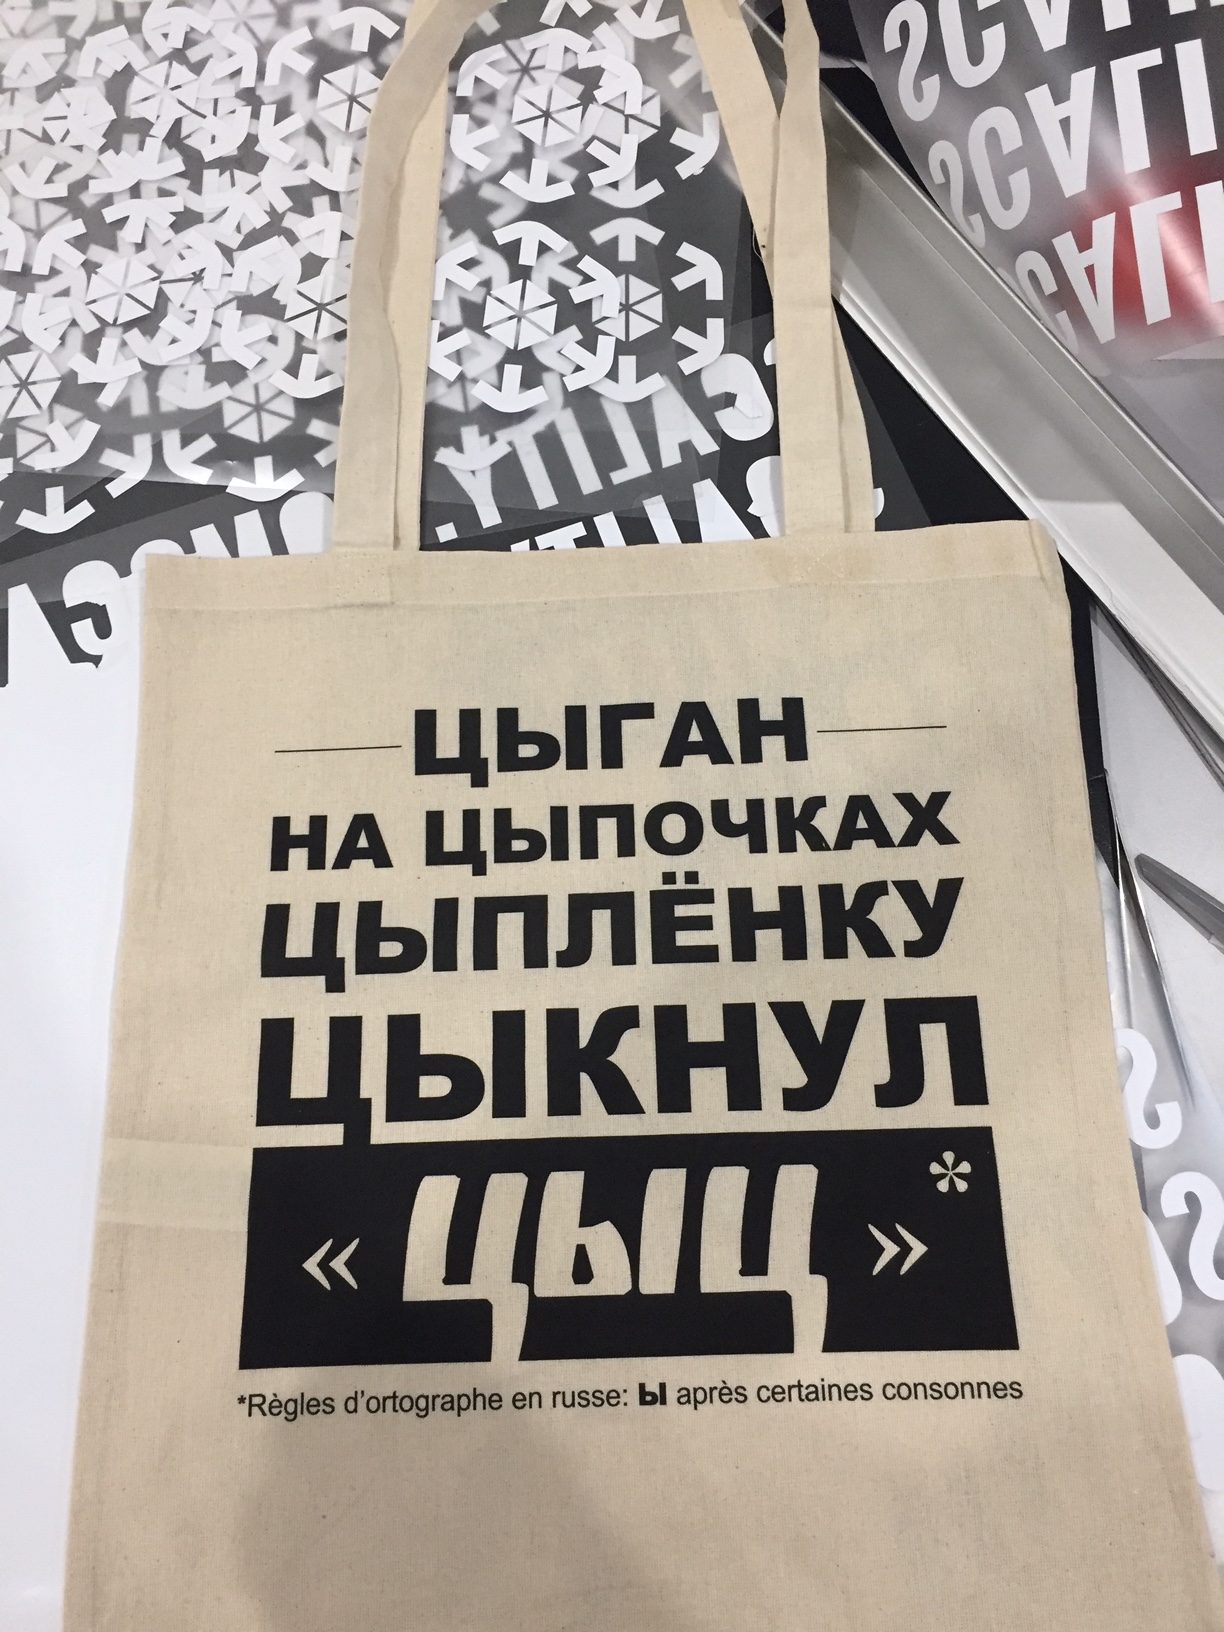 ЦЫГАН
НА ЦЫПОЧКАХ
ЦЫПЛЁНКУ
ЦЫКНУЛ
« ЦЫЦ » *
*Règles d'ortographe en russe: Ы après certaines consonnes